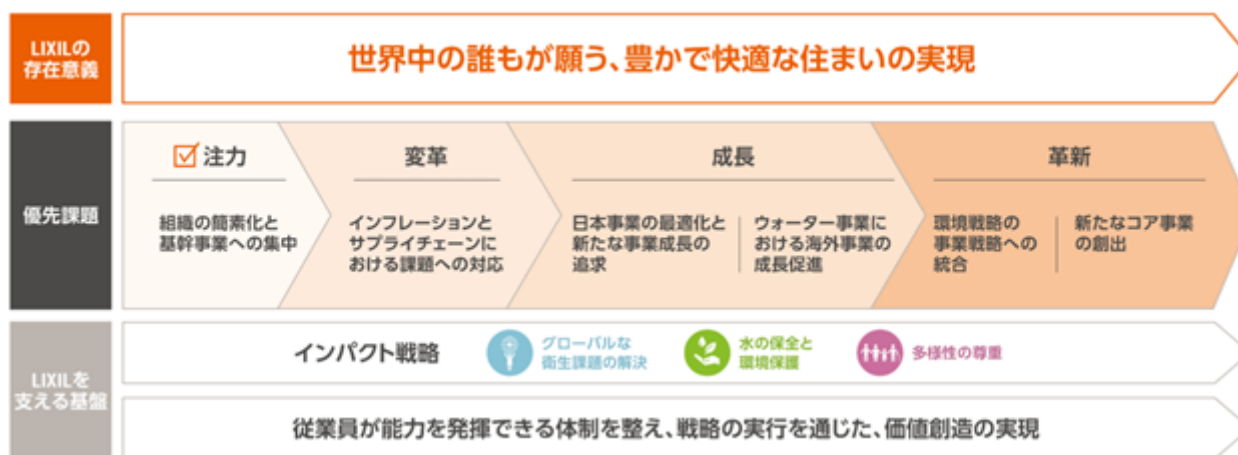 LIXILの
存在意義
世界中の誰もが願う、豊かで快適な住まいの実現
優先課題
注力
組織の簡素化と
基幹事業への集中
変革
インフレーションと
サプライチェーンに
おける課題への対応
成長
日本事業の最適化と
新たな事業成長の
追求
ウォーター事業に
おける海外事業の
成長促進
革新
環境戦略の
事業戦略への
統合
新たなコア事業
の創出
LIXILを
支える基盤
インパクト戦略
グローバルな
衛生課題の解決
水の保全と
環境保護
多様性の尊重
従業員が能力を発揮できる体制を整え、戦略の実行を通じた、価値創造の実現